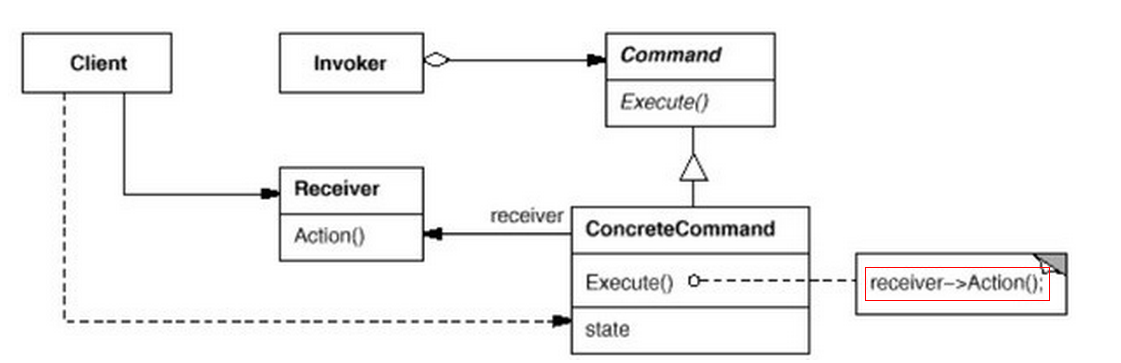 Client
Invoker
Command
Execute()
Receiver
Action()
receiver
ConcreteCommand
Execute()
receiver–>Action();
state